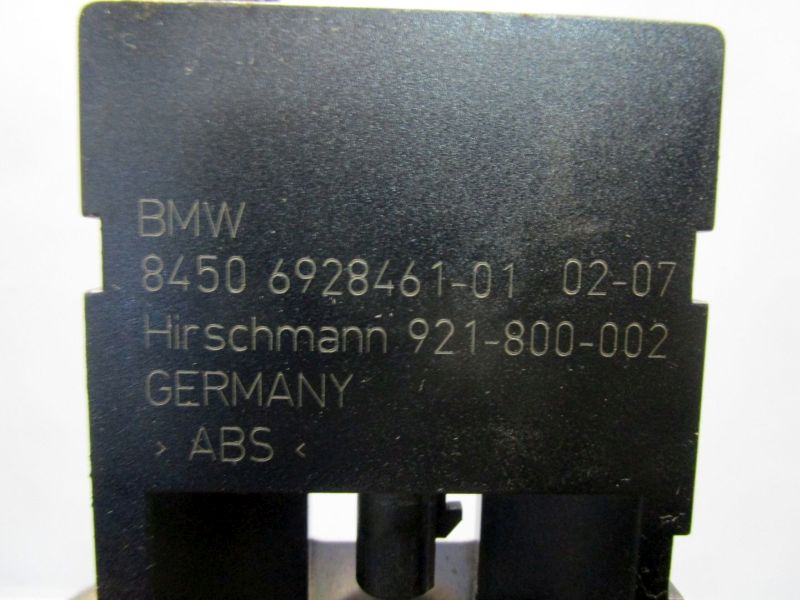 BMW
8450 6928461-01 02-07
Hirschmann 921-800-002
GERMANY
> ABS <